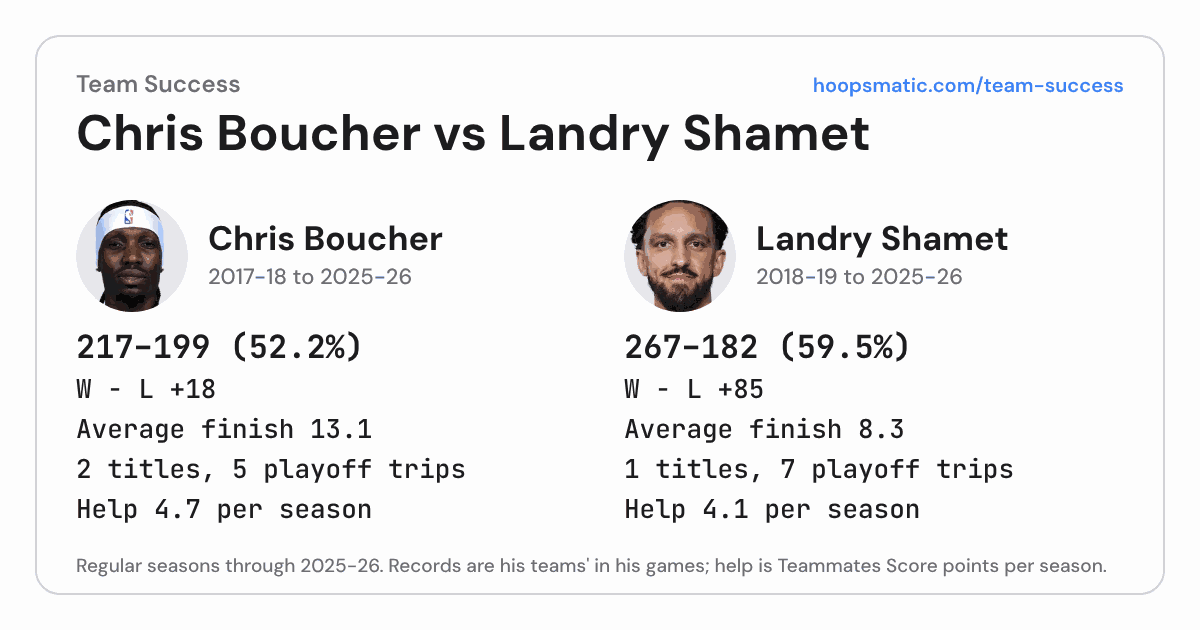 Team Success
hoopsmatic.com/team-success
Chris Boucher vs Landry Shamet
Chris Boucher
2017-18 to 2025-26
217-199 (52.2%)
W - L +18
Average finish 13.1
2 titles, 5 playoff trips
Help 4.7 per season
Landry Shamet
2018-19 to 2025-26
267-182 (59.5%)
W - L +85
Average finish 8.3
1 titles, 7 playoff trips
Help 4.1 per season
Regular seasons through 2025-26. Records are his teams' in his games; help is Teammates Score points per season.